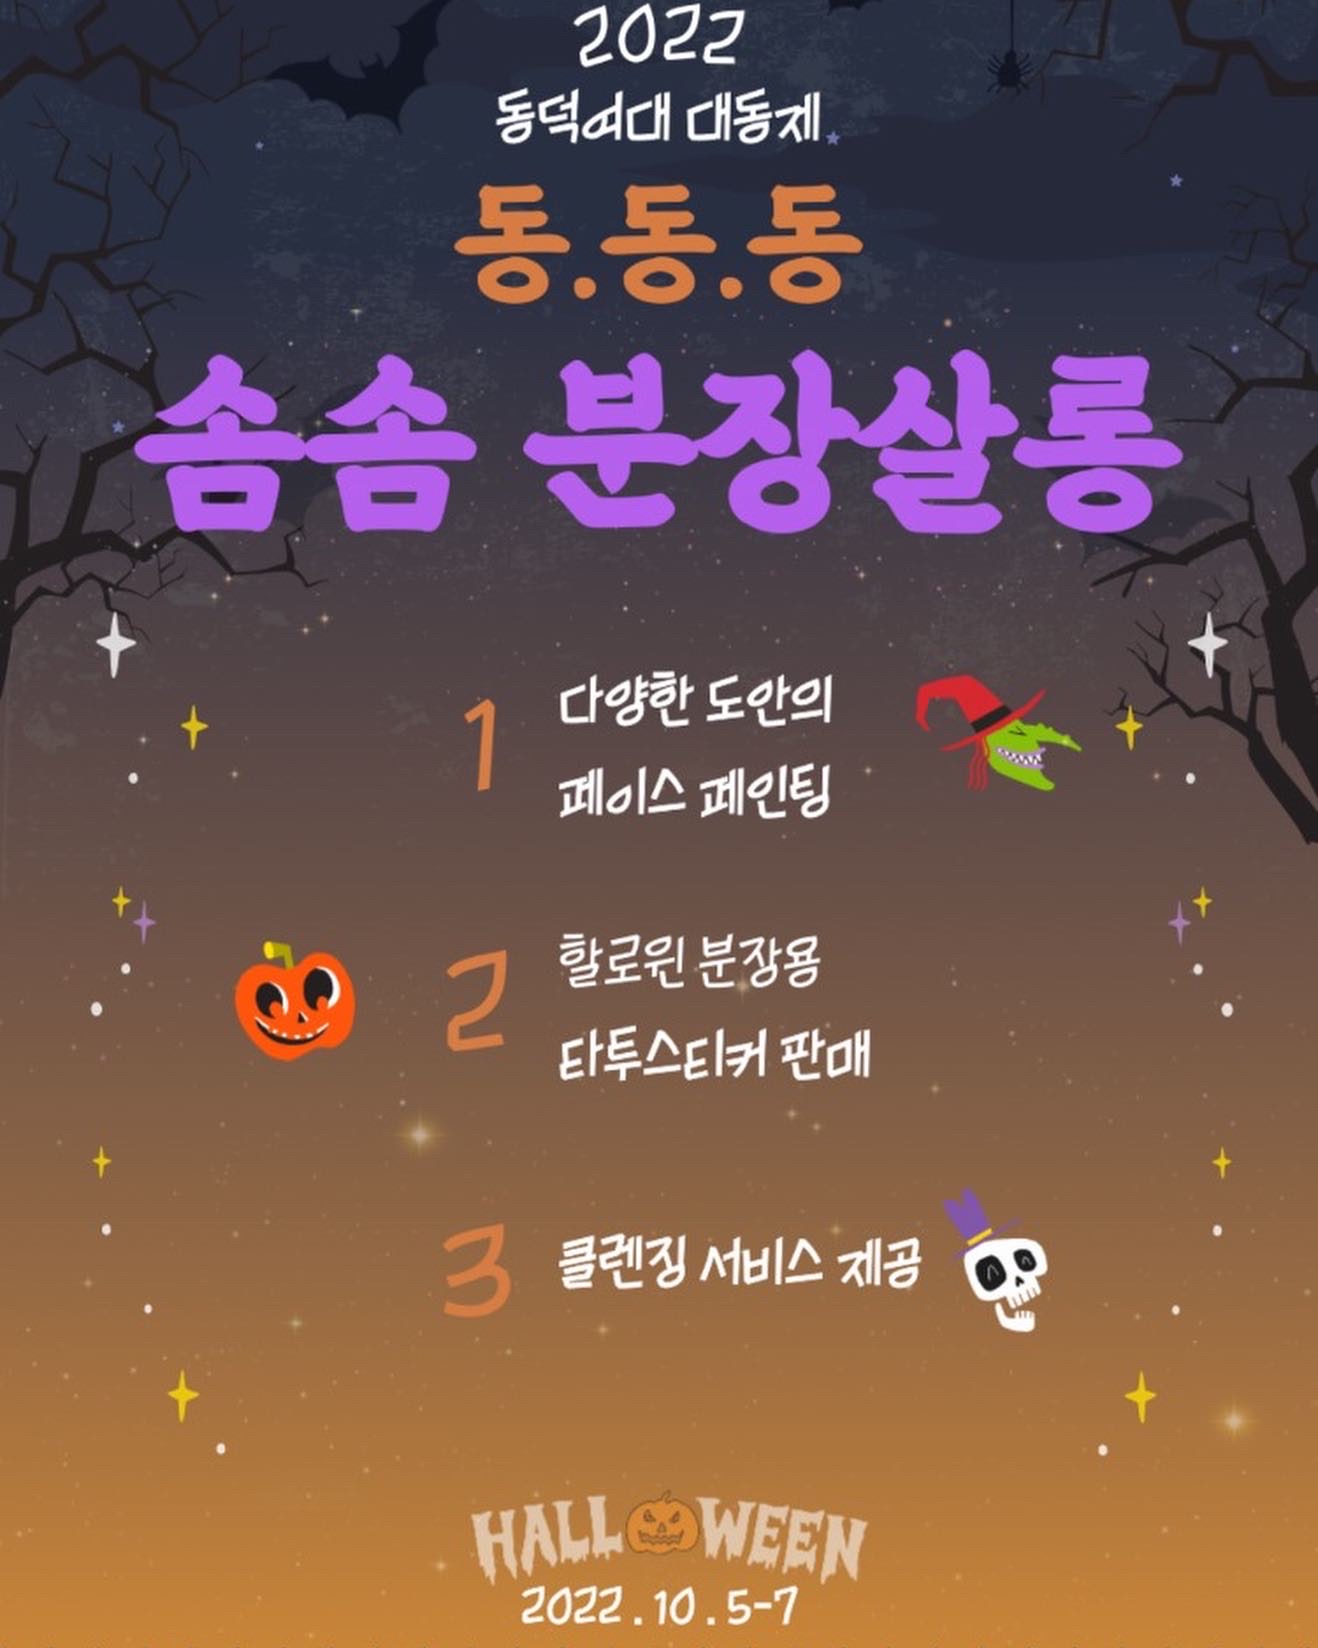 2022
동덕여대 대동제
동.동.동
솜솜 분장살롱
1 다양한 도안의
페이스 페인팅
2 할로윈 분장용
타투스티커 판매
3 클렌징 서비스 제공
HALLOWEEN
2022.10.5-7